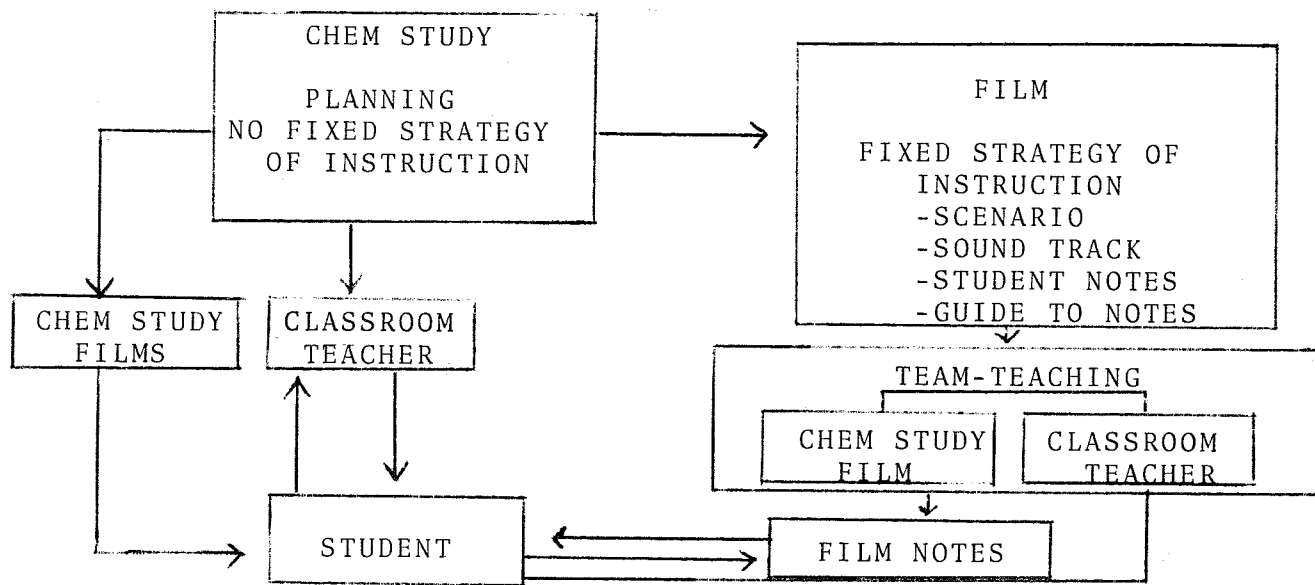 CHEM STUDY
PLANNING
NO FIXED STRATEGY
OF INSTRUCTION
FILM
FIXED STRATEGY OF
INSTRUCTION
-SCENARIO
-SOUND TRACK
-STUDENT NOTES
-GUIDE TO NOTES
CHEM STUDY
FILMS
CLASSROOM
TEACHER
TEAM-TEACHING
CHEM STUDY
FILM
CLASSROOM
TEACHER
STUDENT
FILM NOTES